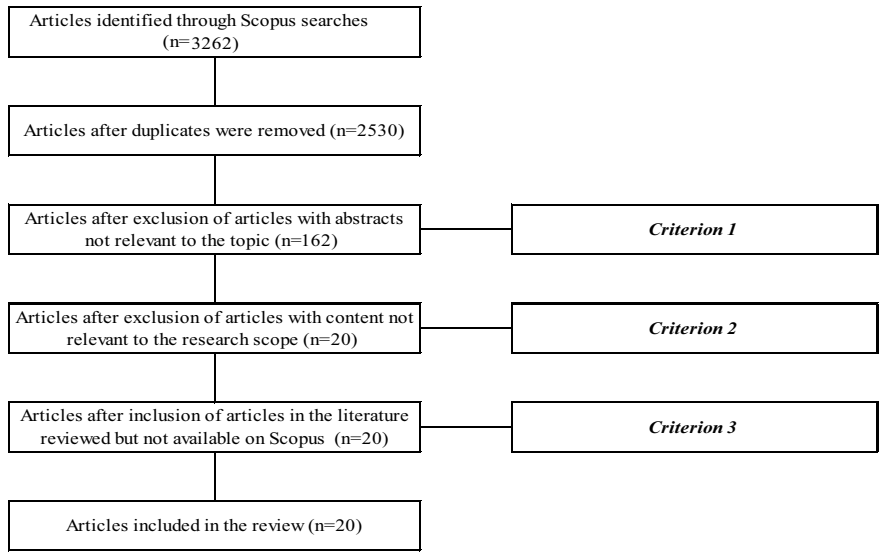 Articles identified through Scopus searches
(n=3262)
Articles after duplicates were removed (n=2530)
Articles after exclusion of articles with abstracts
not relevant to the topic (n=162)
Criterion 1
Articles after exclusion of articles with content not
relevant to the research scope (n=20)
Criterion 2
Articles after inclusion of articles in the literature
reviewed but not available on Scopus (n=20)
Criterion 3
Articles included in the review (n=20)